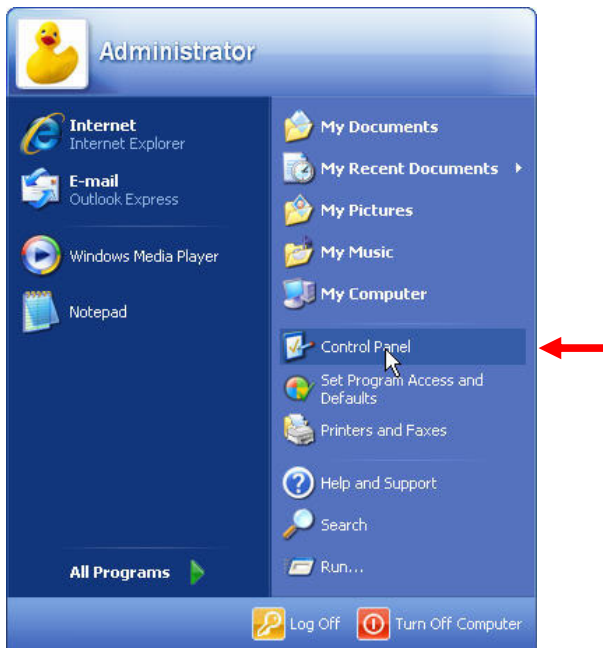 Administrator
Internet
Internet Explorer
E-mail
Outlook Express
Windows Media Player
Notepad
All Programs
My Documents
My Recent Documents
My Pictures
My Music
My Computer
Control Panel
Set Program Access and
Defaults
Printers and Faxes
Help and Support
Search
Run...
Log Off
Turn Off Computer